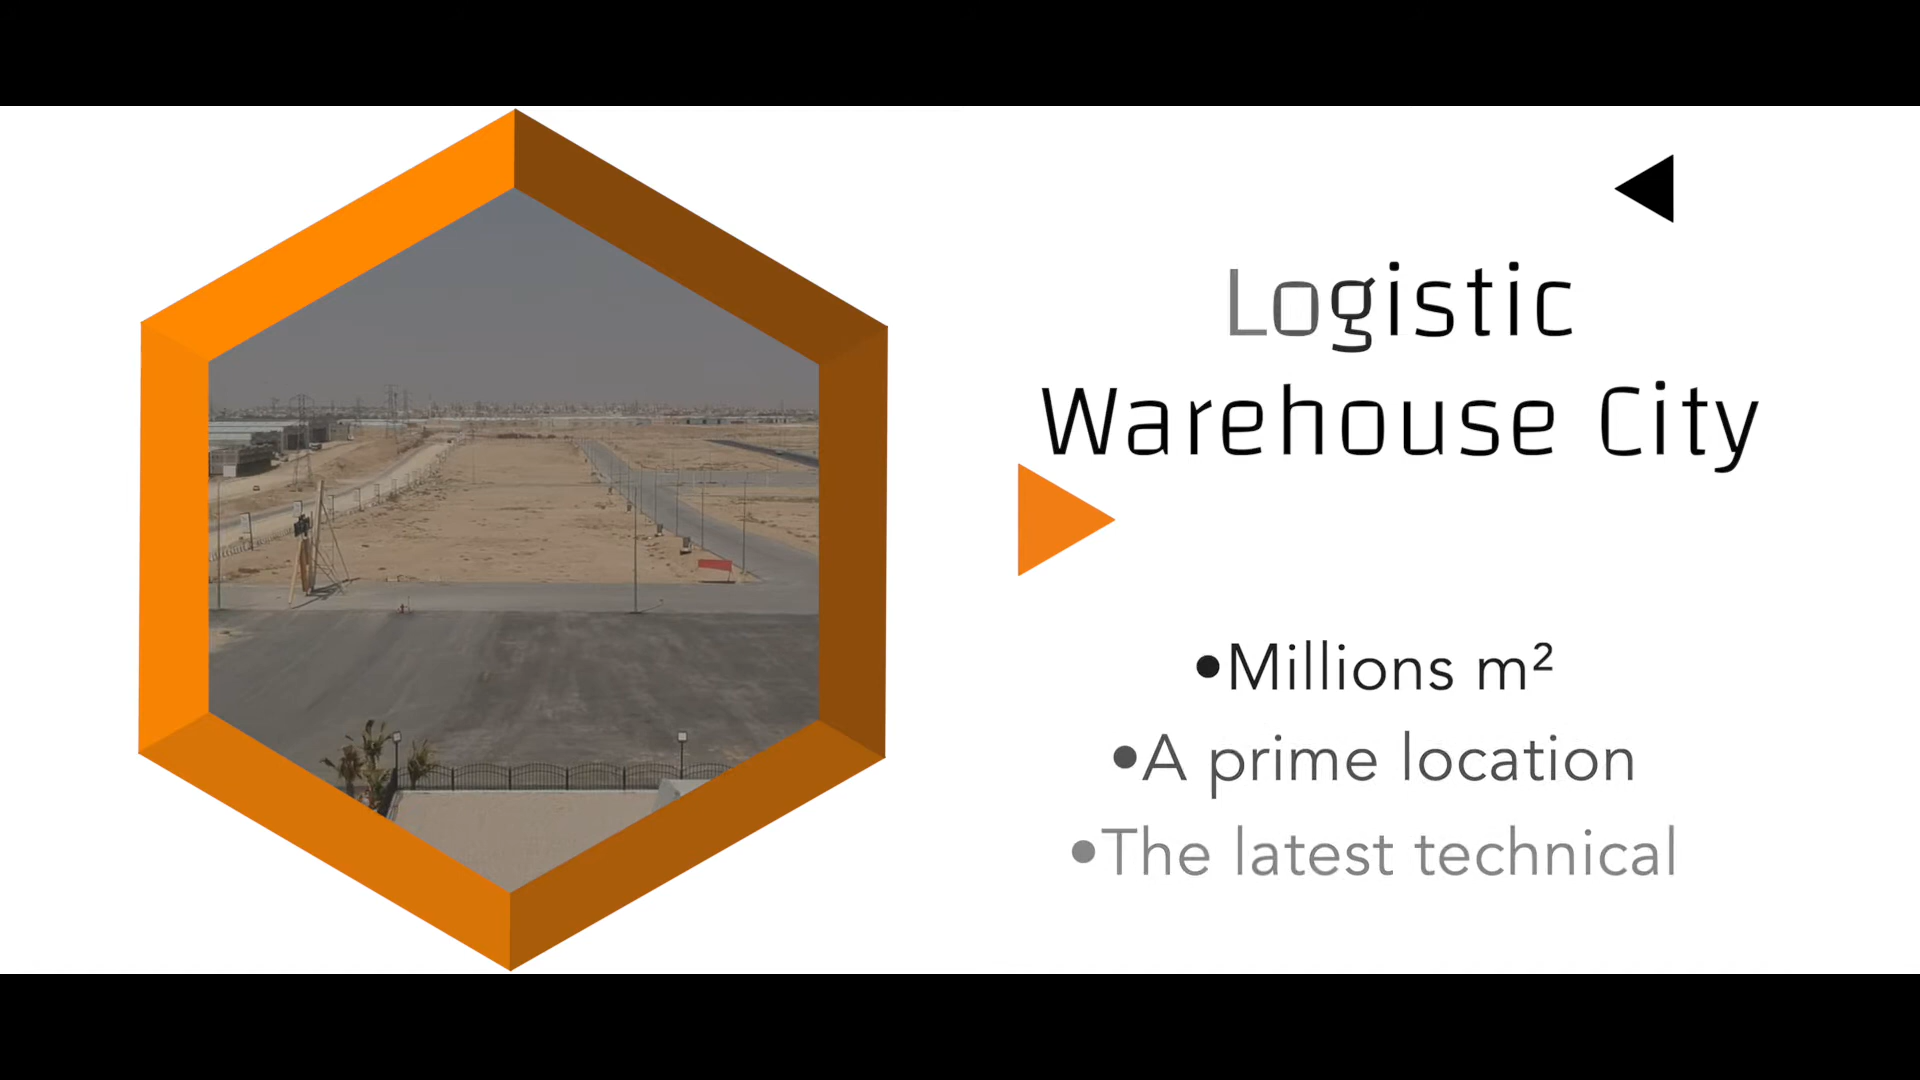 Logistic
Warehouse City
•Millions m²
•A prime location
•The latest technical